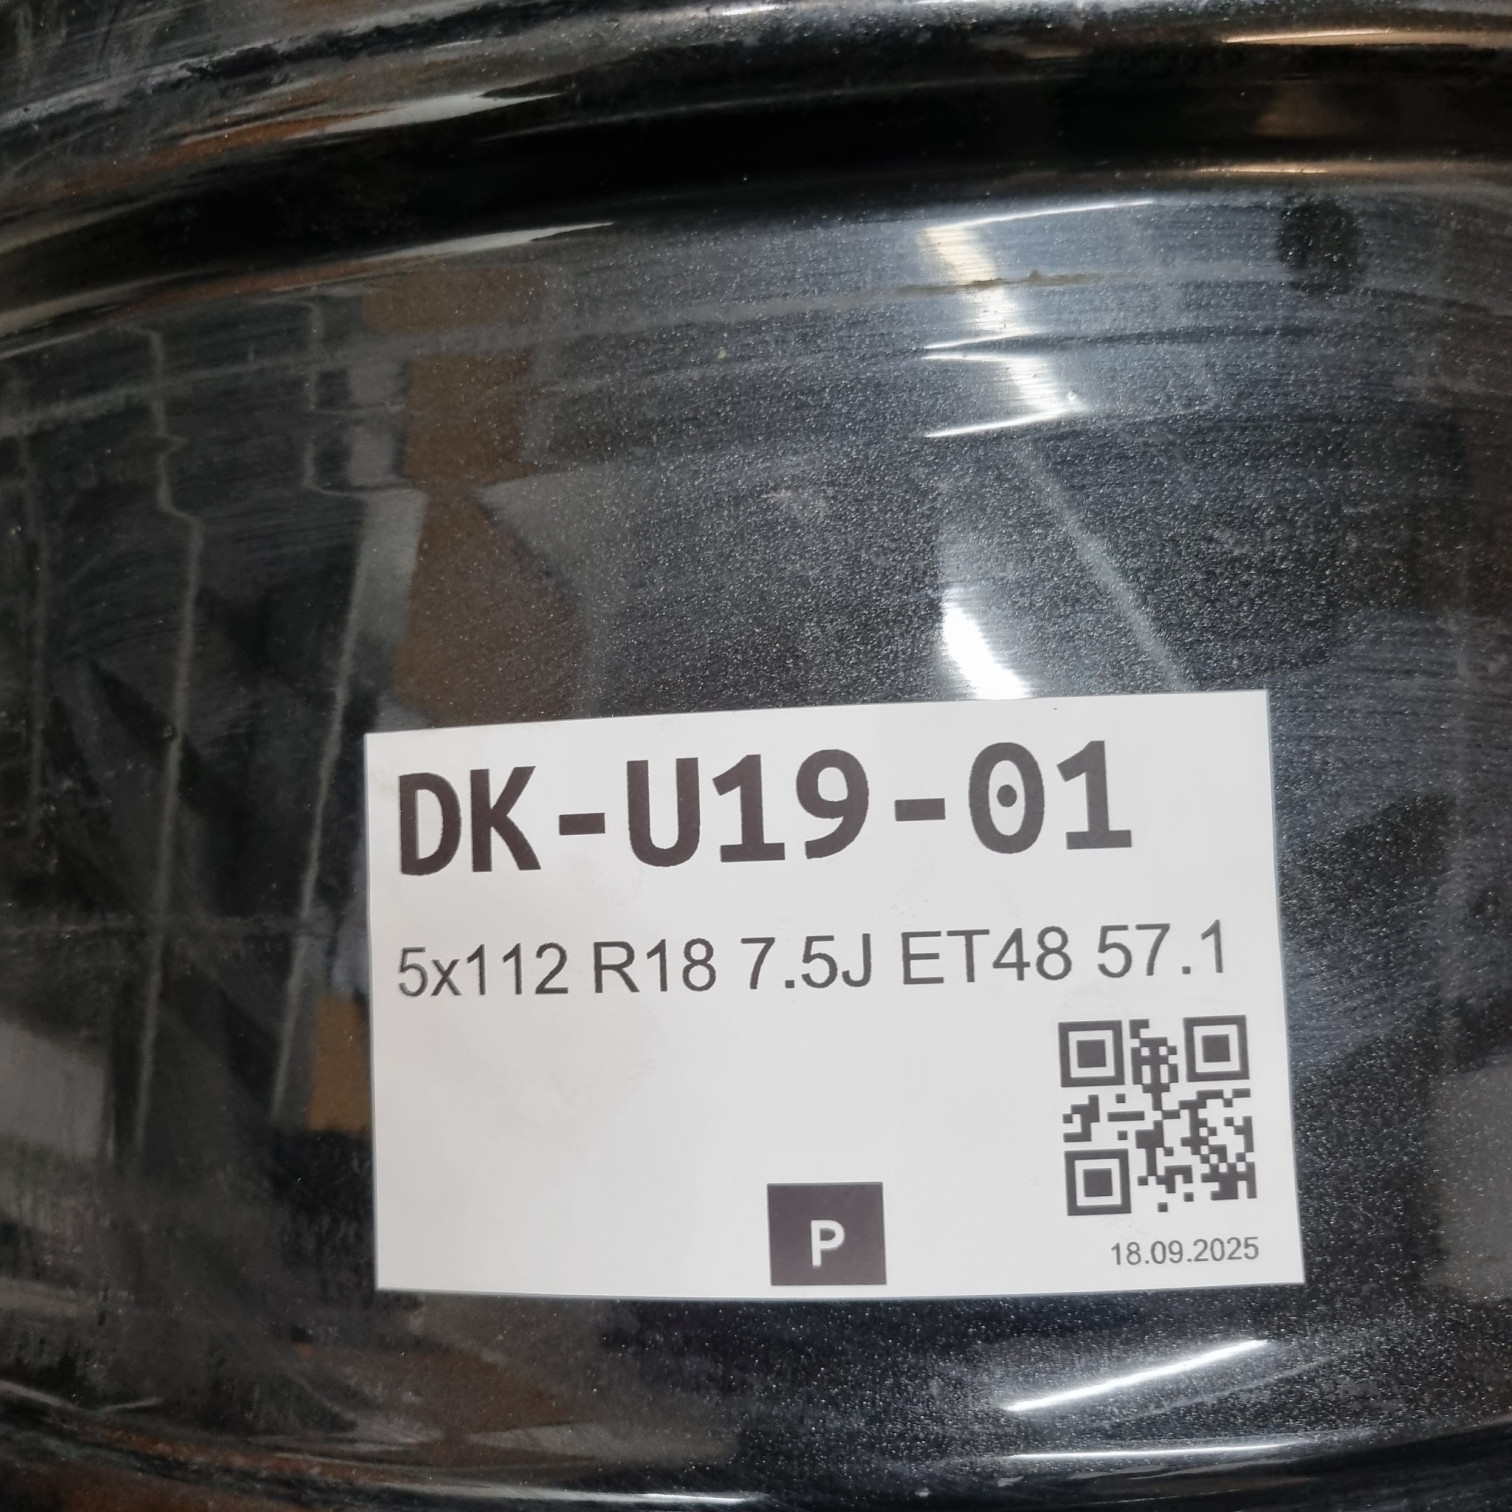 DK-U19-01
5x112 R18 7.5J ET48 57.1
P
18.09.2025